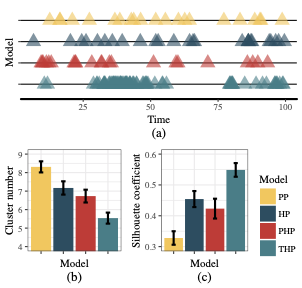 Model
25
50
75
100
Time
(a)
9
8
7
6
5
4
Cluster number
Model
(b)
0.6
0.5
0.4
0.3
Silhouette coefficient
Model
(c)
Model
PP
HP
PHP
THP